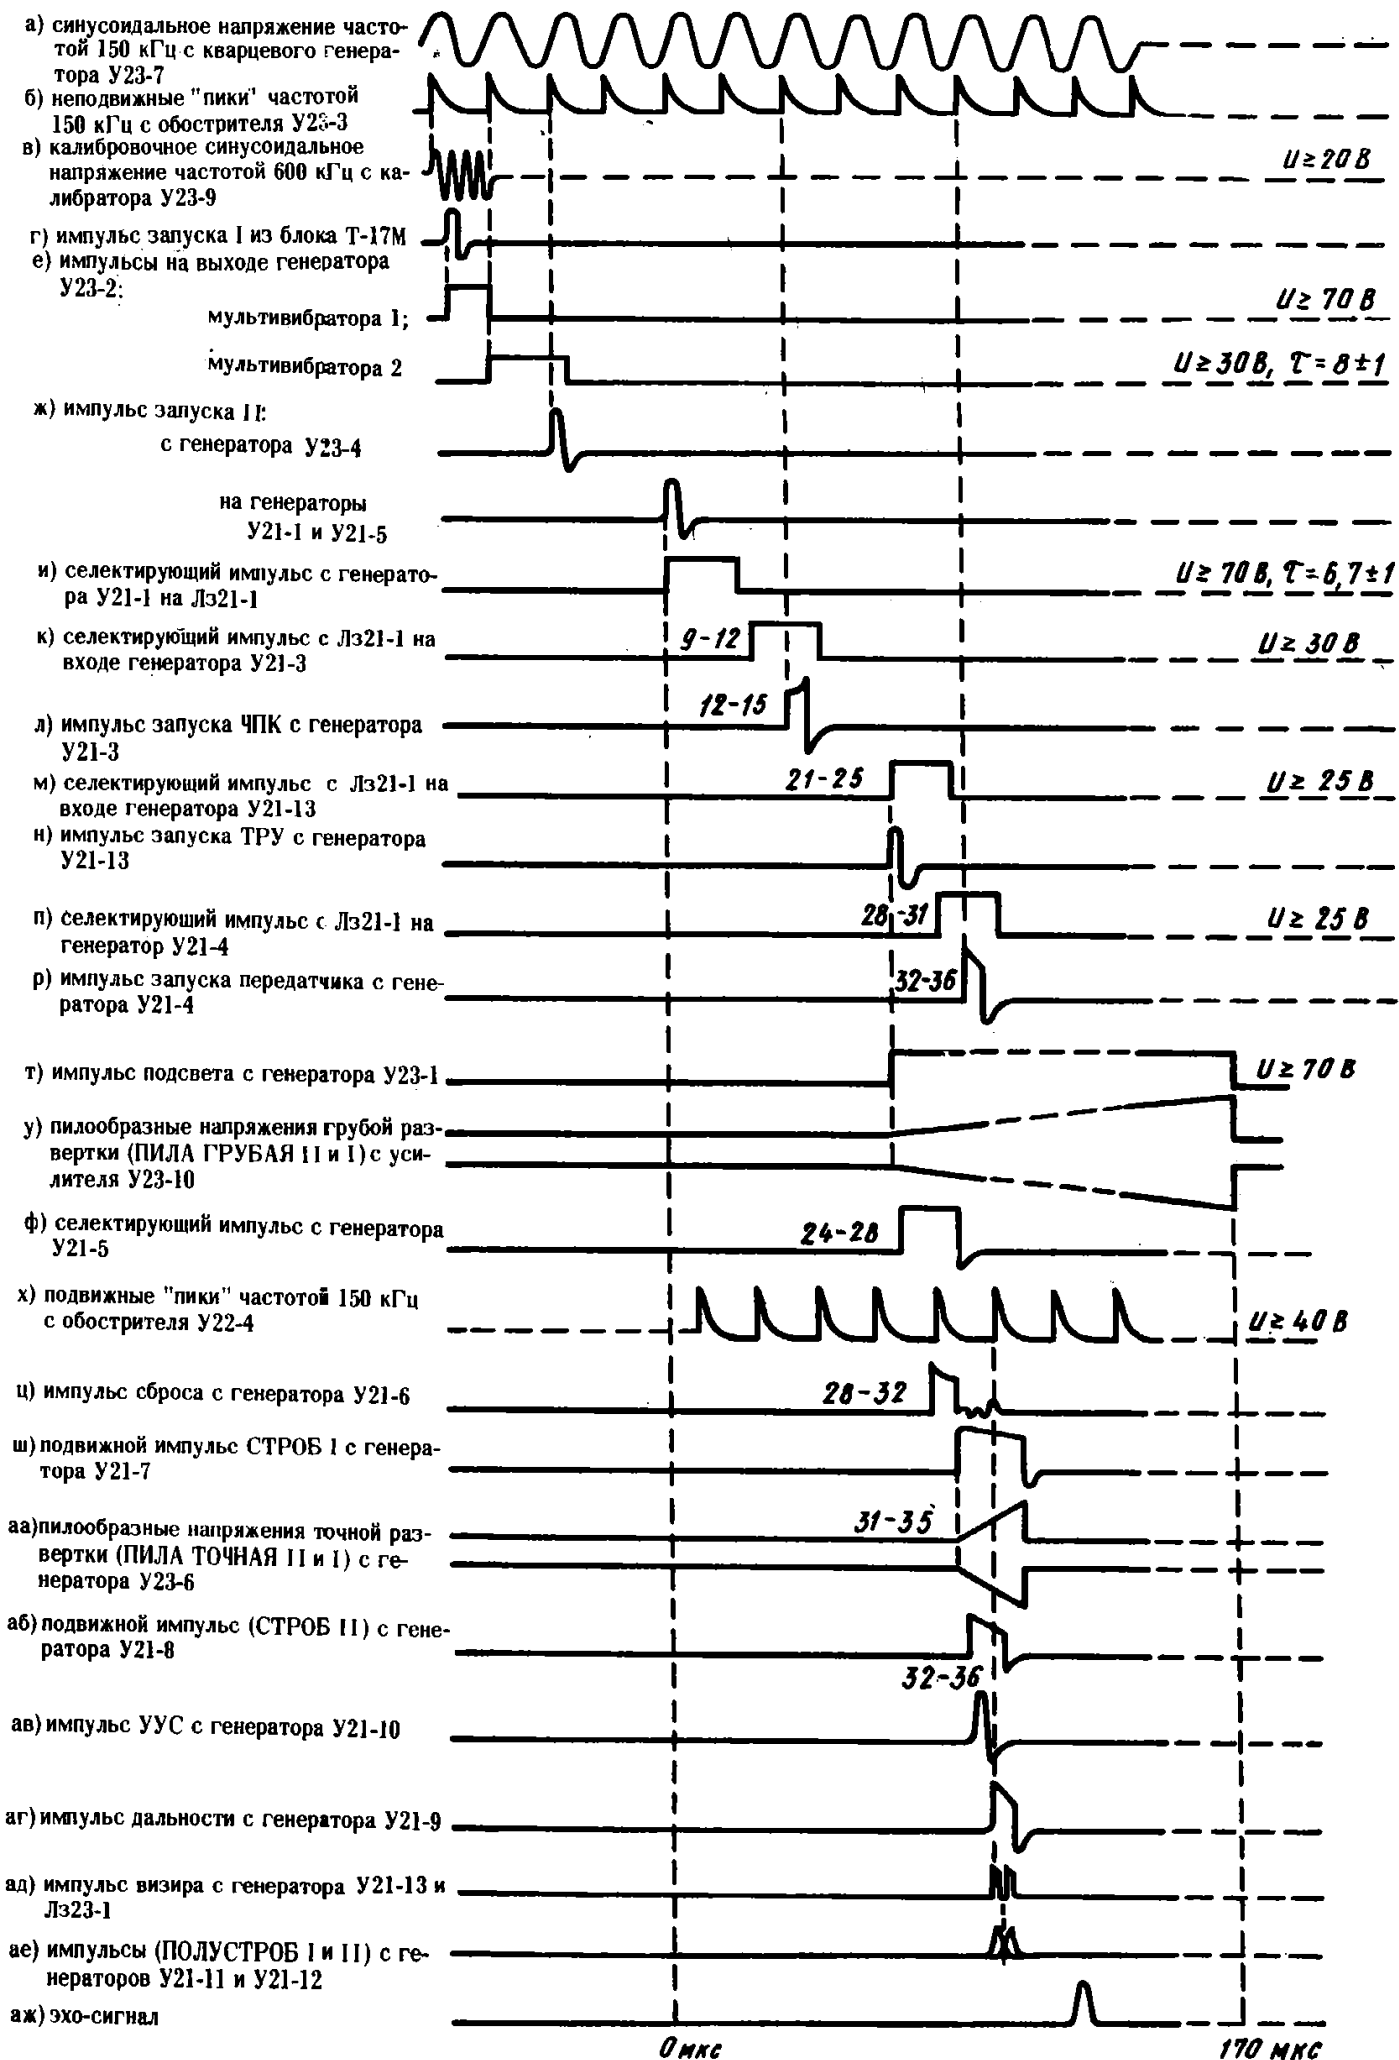 а) синусоидальное напряжение часто-
той 150 кГц с кварцевого генера-
тора У23-7
б) неподвижные "пики" частотой
150 кГц с обострителя У23-3
в) калибровочное синусоидальное
напряжение частотой 600 кГц с ка-
либратора У23-9
U ≥ 20 В
г) импульс запуска I из блока Т-17М
е) импульсы на выходе генератора
У23-2:
мультивибратора 1;
U ≥ 70 В
мультивибратора 2
U ≥ 30 В, τ = 8 ± 1
ж) импульс запуска II:
с генератора У23-4
на генераторы
У21-1 и У21-5
и) селектирующий импульс с генерато-
ра У21-1 на Лз21-1
U ≥ 70 В, τ = 6,7 ± 1
к) селектирующий импульс с Лз21-1 на
входе генератора У21-3
9-12
U ≥ 30 В
л) импульс запуска ЧПК с генератора
У21-3
12-15
м) селектирующий импульс с Лз21-1 на
входе генератора У21-13
21-25
U ≥ 25 В
н) импульс запуска ТРУ с генератора
У21-13
п) селектирующий импульс с Лз21-1 на
генератор У21-4
28-31
U ≥ 25 В
р) импульс запуска передатчика с гене-
ратора У21-4
32-36
т) импульс подсвета с генератора У23-1
U ≥ 70 В
у) пилообразные напряжения грубой раз-
вертки (ПИЛА ГРУБАЯ II и I) с уси-
лителя У23-10
ф) селектирующий импульс с генератора
У21-5
24-28
х) подвижные "пики" частотой 150 кГц
с обострителя У22-4
U ≥ 40 В
ц) импульс сброса с генератора У21-6
28-32
ш) подвижной импульс СТРОБ I с генера-
тора У21-7
аа) пилообразные напряжения точной раз-
вертки (ПИЛА ТОЧНАЯ II и I) с ге-
нератора У23-6
31-35
аб) подвижной импульс (СТРОБ II) с гене-
ратора У21-8
32-36
ав) импульс УУС с генератора У21-10
аг) импульс дальности с генератора У21-9
ад) импульс визира с генератора У21-13 и
Лз23-1
ае) импульсы (ПОЛУСТРОБ I и II) с ге-
нераторов У21-11 и У21-12
аж) эхо-сигнал
0 мкс
170 мкс